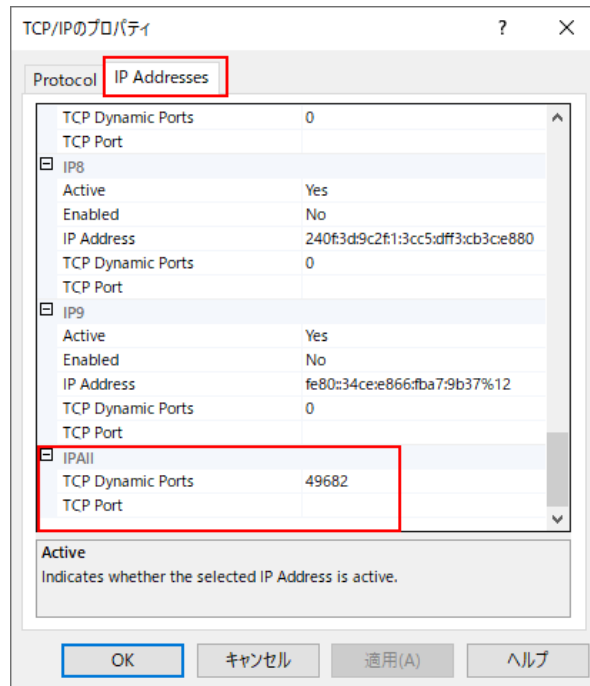 TCP/IPのプロパティ ? ×
Protocol IP Addresses
TCP Dynamic Ports 0
TCP Port
IP8
Active Yes
Enabled No
IP Address 240f:3d:9c2f:1:3cc5:dff3:cb3c:e880
TCP Dynamic Ports 0
TCP Port
IP9
Active Yes
Enabled No
IP Address fe80::34ce:e866:fba7:9b37%12
TCP Dynamic Ports 0
TCP Port
IPAll
TCP Dynamic Ports 49682
TCP Port
Active
Indicates whether the selected IP Address is active.
OK キャンセル 適用(A) ヘルプ